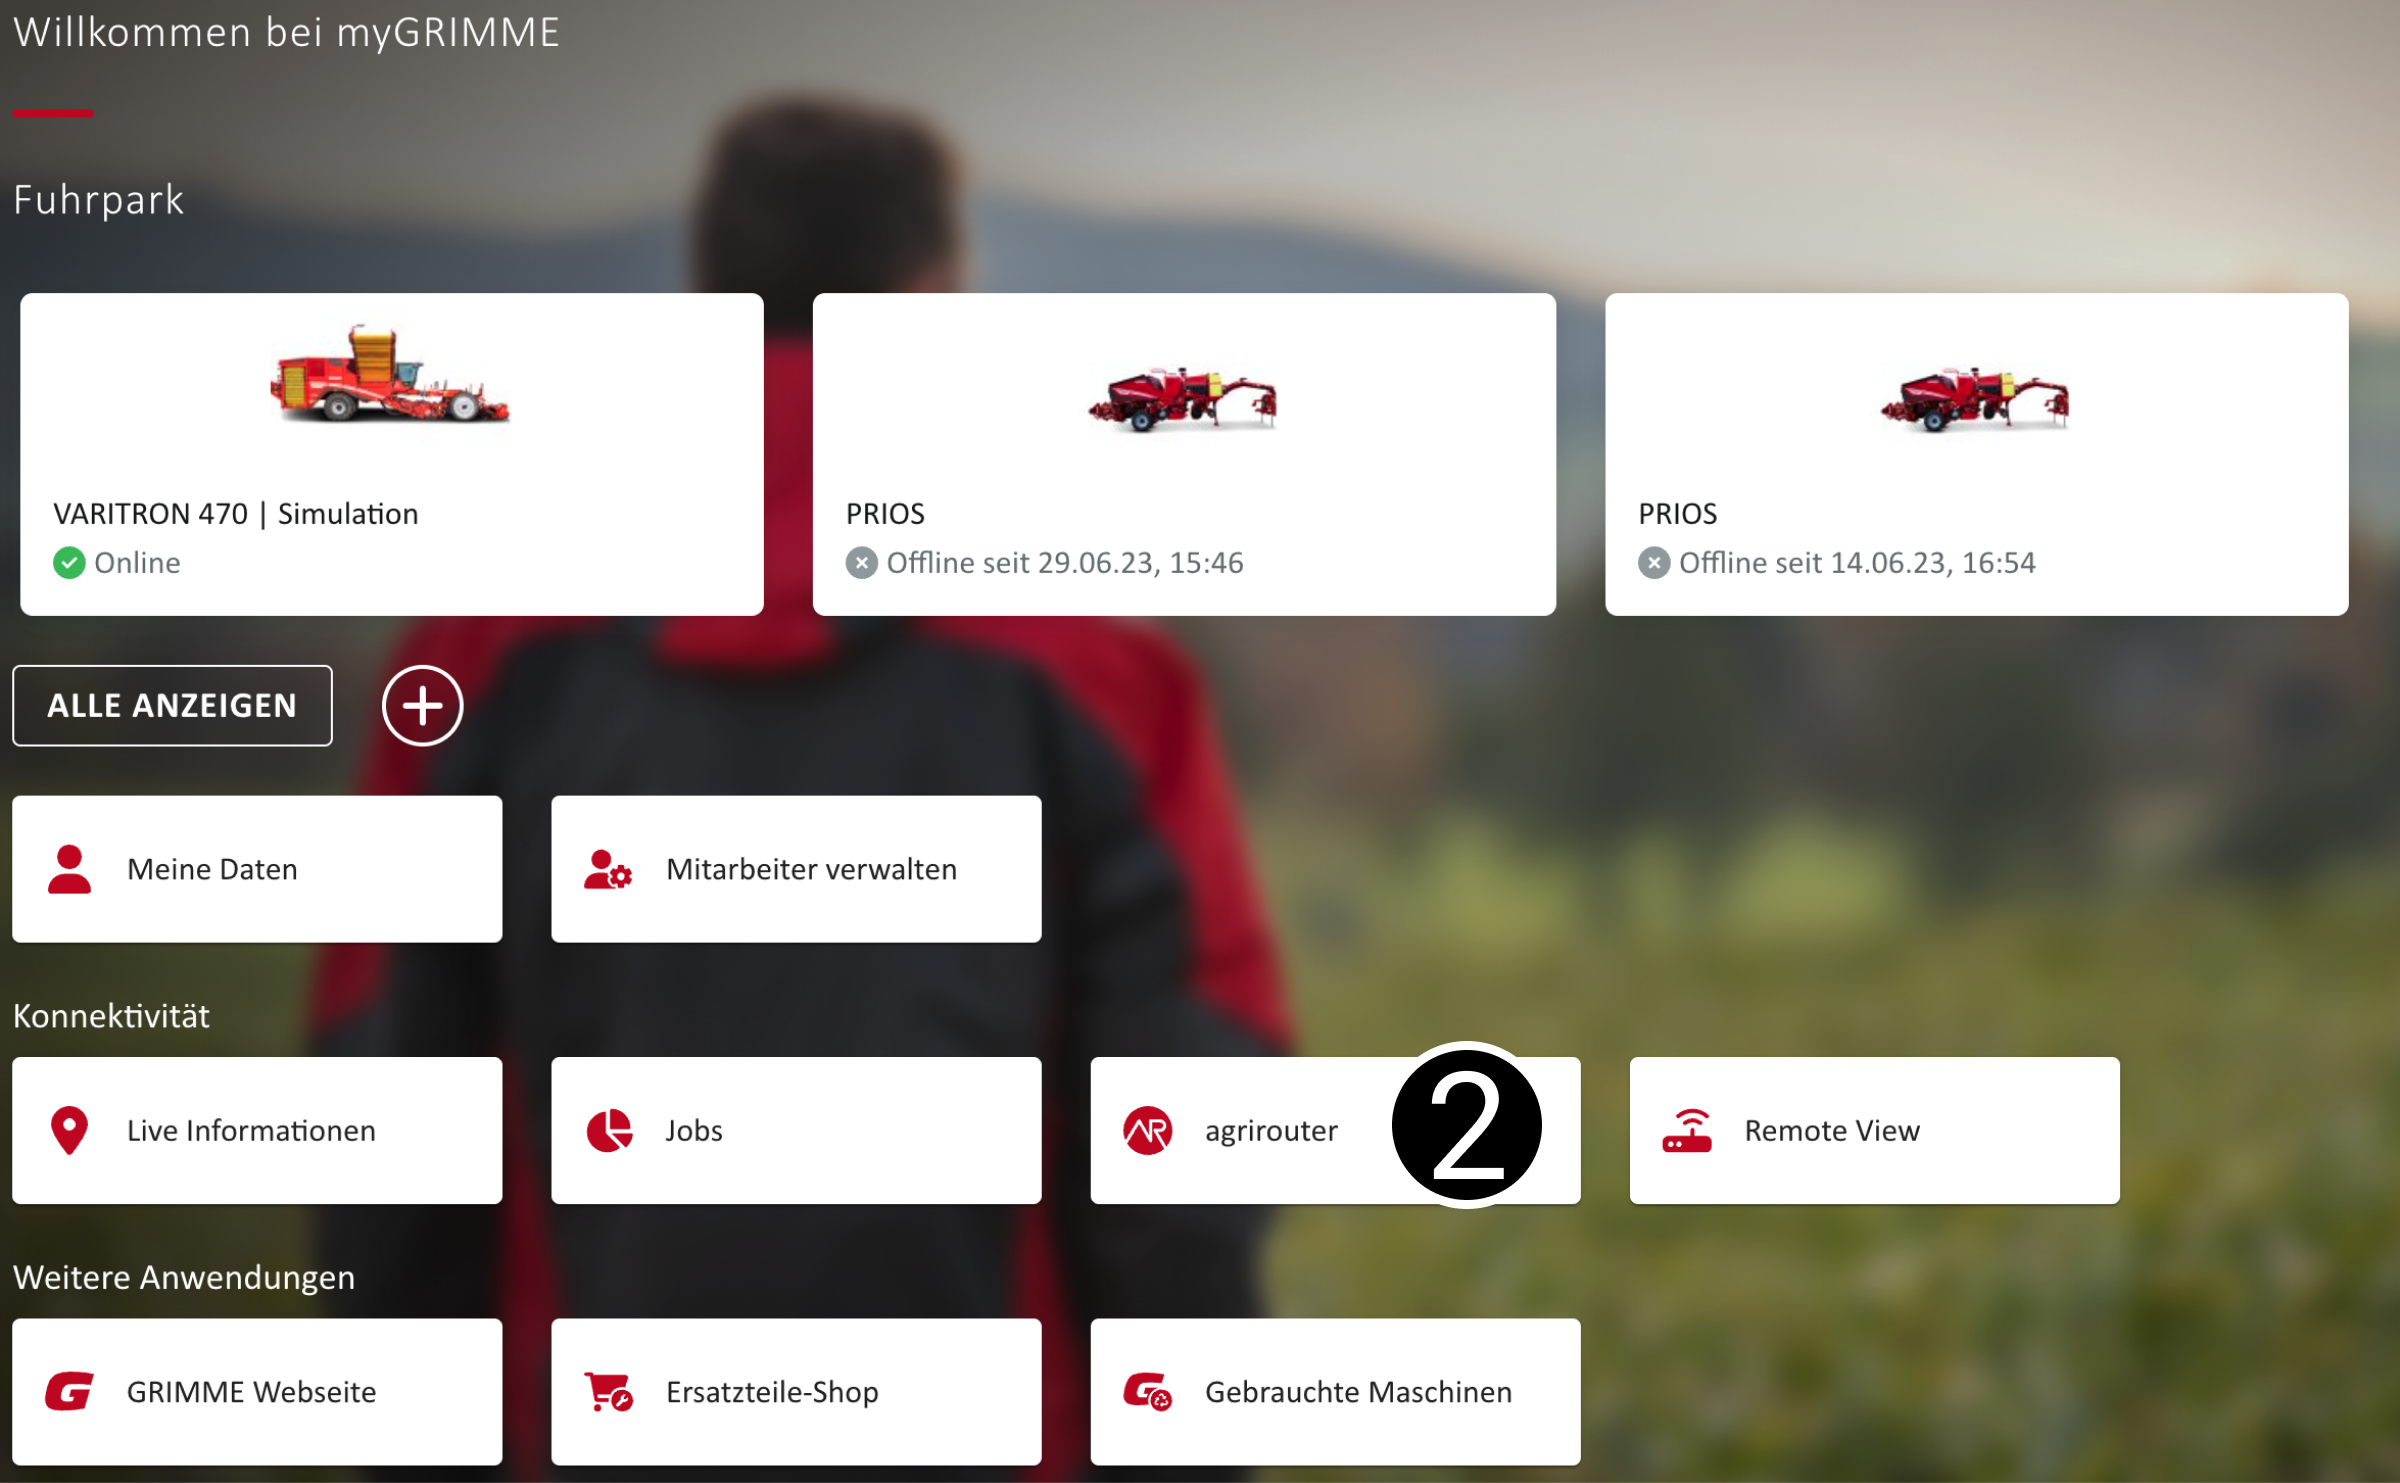 Willkommen bei myGRIMME
Fuhrpark
VARITRON 470 | Simulation
Online
PRIOS
Offline seit 29.06.23, 15:46
PRIOS
Offline seit 14.06.23, 16:54
ALLE ANZEIGEN
Meine Daten
Mitarbeiter verwalten
Konnektivität
Live Informationen
Jobs
AR agrirouter
2
Remote View
Weitere Anwendungen
G GRIMME Webseite
Ersatzteile-Shop
G Gebrauchte Maschinen